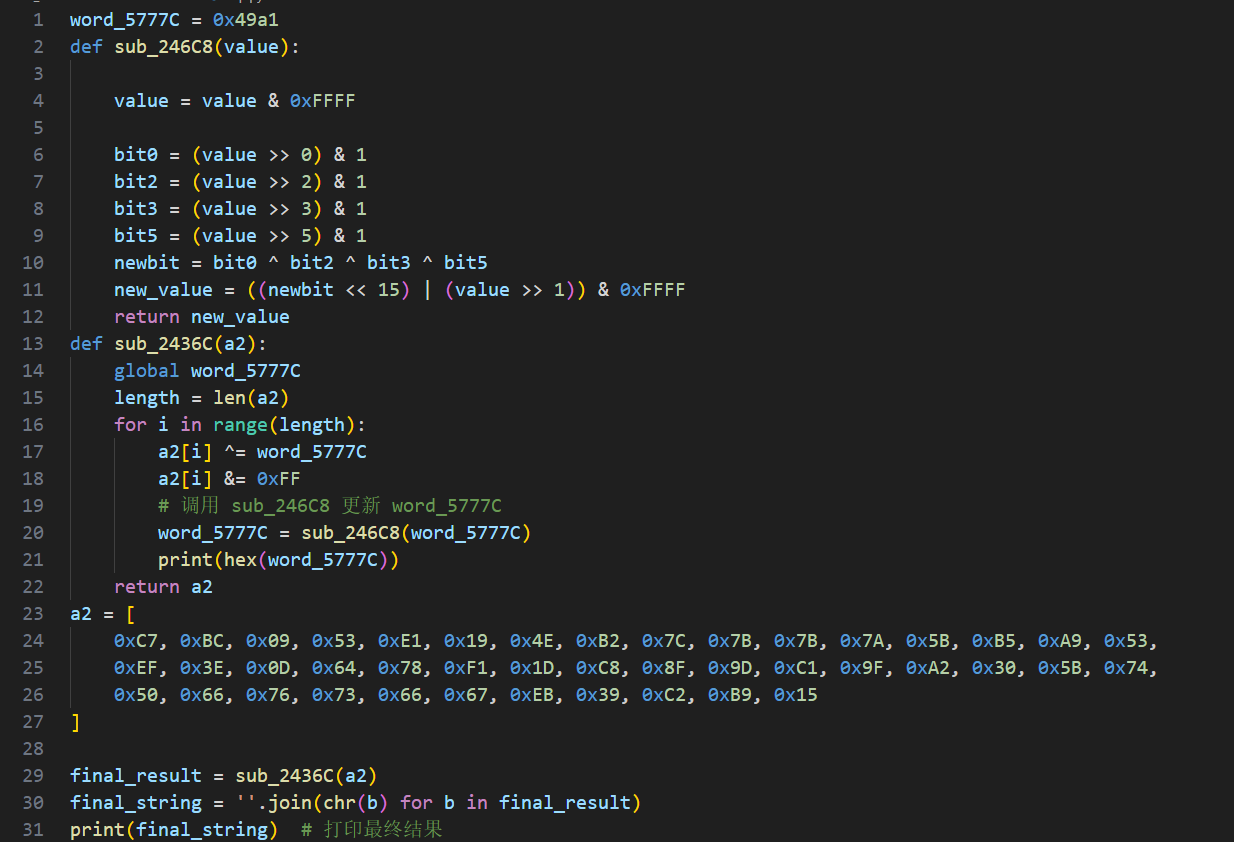 1 word_5777C = 0x49a1
2 def sub_246C8(value):
3
4 value = value & 0xFFFF
5
6 bit0 = (value >> 0) & 1
7 bit2 = (value >> 2) & 1
8 bit3 = (value >> 3) & 1
9 bit5 = (value >> 5) & 1
10 newbit = bit0 ^ bit2 ^ bit3 ^ bit5
11 new_value = ((newbit << 15) | (value >> 1)) & 0xFFFF
12 return new_value
13 def sub_2436C(a2):
14 global word_5777C
15 length = len(a2)
16 for i in range(length):
17 a2[i] ^= word_5777C
18 a2[i] &= 0xFF
19 # 调用 sub_246C8 更新 word_5777C
20 word_5777C = sub_246C8(word_5777C)
21 print(hex(word_5777C))
22 return a2
23 a2 = [
24 0xC7, 0xBC, 0x09, 0x53, 0xE1, 0x19, 0x4E, 0xB2, 0x7C, 0x7B, 0x7B, 0x7A, 0x5B, 0xB5, 0xA9, 0x53,
25 0xEF, 0x3E, 0x0D, 0x64, 0x78, 0xF1, 0x1D, 0xC8, 0x8F, 0x9D, 0xC1, 0x9F, 0xA2, 0x30, 0x5B, 0x74,
26 0x50, 0x66, 0x76, 0x73, 0x66, 0x67, 0xEB, 0x39, 0xC2, 0xB9, 0x15
27 ]
28
29 final_result = sub_2436C(a2)
30 final_string = ''.join(chr(b) for b in final_result)
31 print(final_string) # 打印最终结果